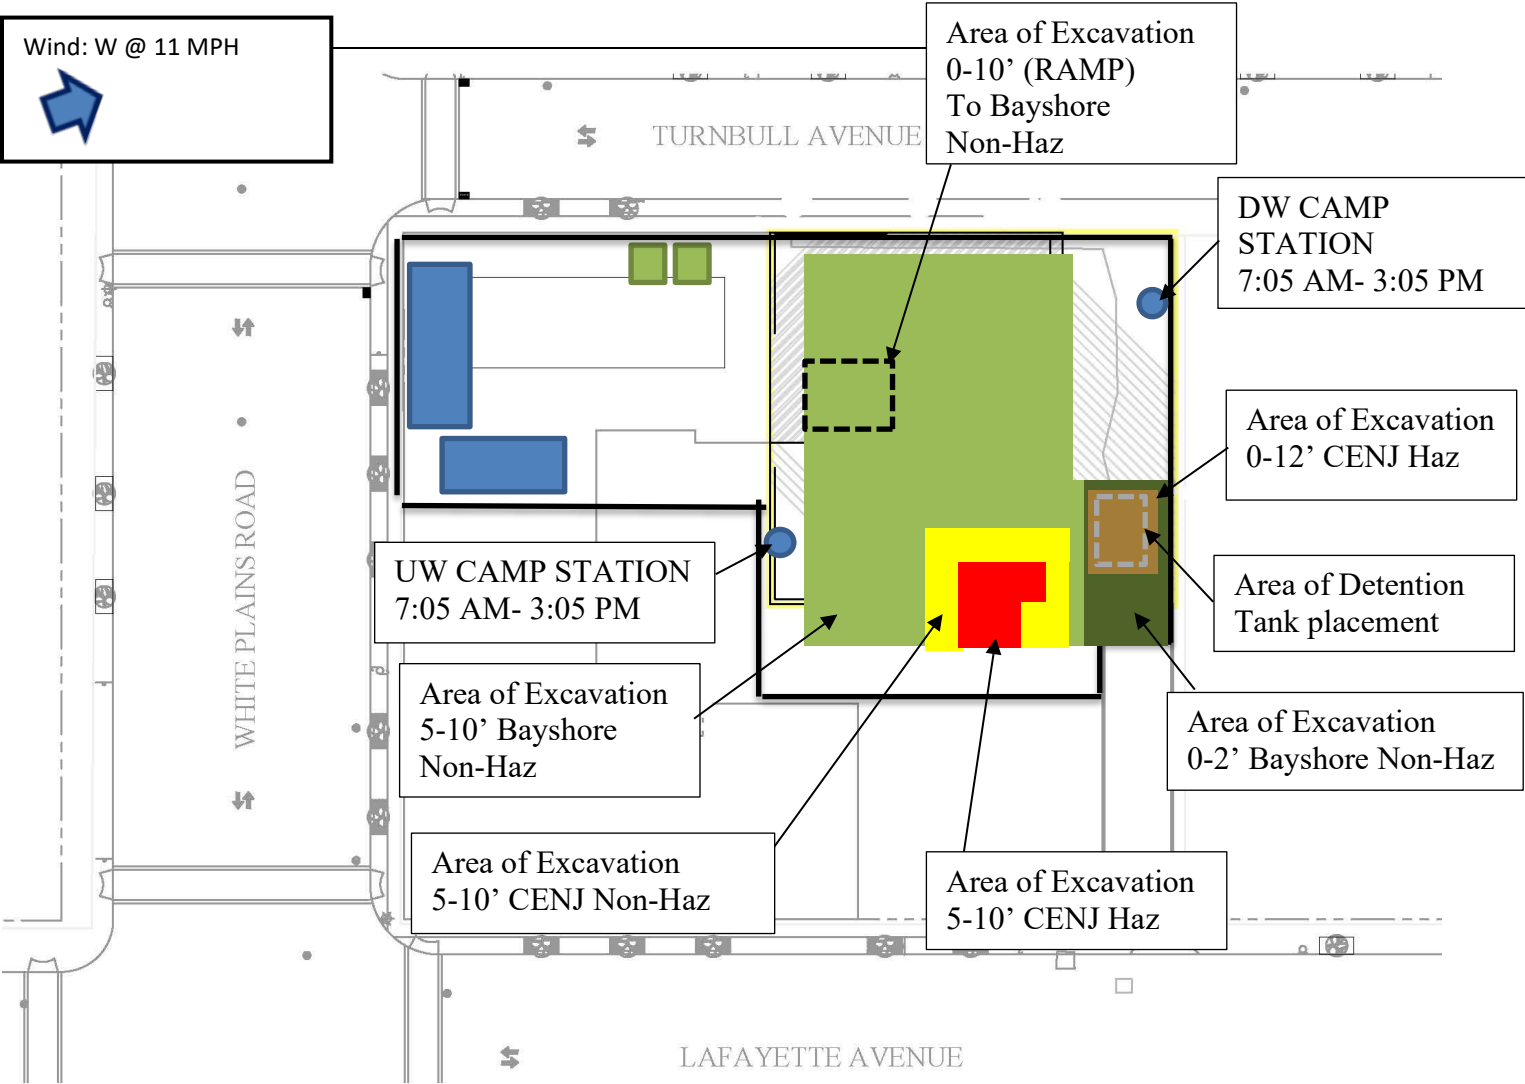 Wind: W @ 11 MPH
Area of Excavation
0-10’ (RAMP)
To Bayshore
Non-Haz
TURNBULL AVENUE
DW CAMP
STATION
7:05 AM- 3:05 PM
Area of Excavation
0-12’ CENJ Haz
WHITE PLAINS ROAD
UW CAMP STATION
7:05 AM- 3:05 PM
Area of Detention
Tank placement
Area of Excavation
5-10’ Bayshore
Non-Haz
Area of Excavation
0-2’ Bayshore Non-Haz
Area of Excavation
5-10’ CENJ Non-Haz
Area of Excavation
5-10’ CENJ Haz
LAFAYETTE AVENUE